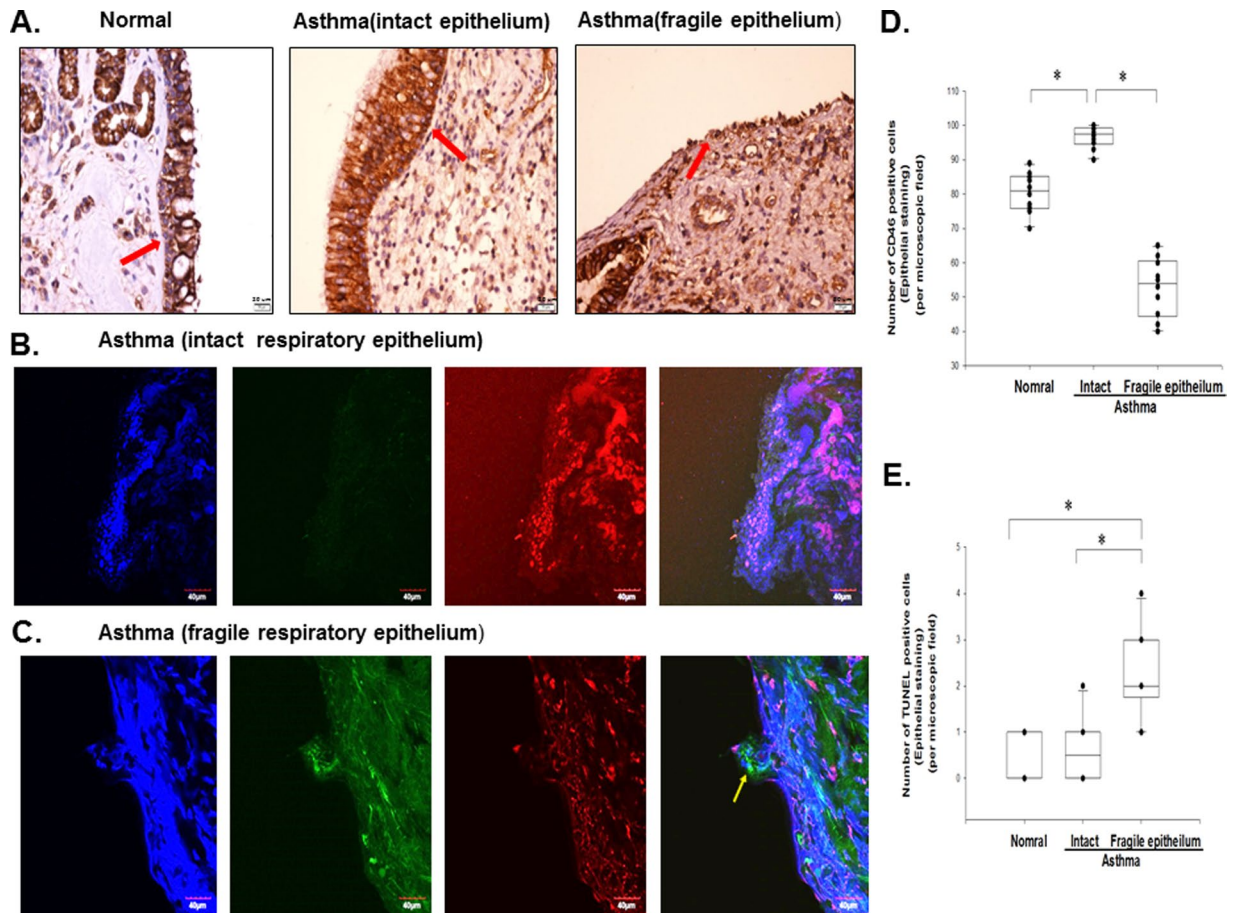 A.
Normal
Asthma(intact epithelium)
Asthma(fragile epithelium)
20 µm
B.
Asthma (intact respiratory epithelium)
40µm
40µm
40µm
40µm
C.
Asthma (fragile respiratory epithelium)
40µm
40µm
40µm
40µm
D.
Number of CD46 positive cells
(Epithelial staining)
(per microscopic field)
*
*
110
100
90
80
70
60
50
40
30
Nomral
Intact
Fragile epitheilum
Asthma
E.
Number of TUNEL positive cells
(Epithelial staining)
(per microscopic field)
*
*
5
4
3
2
1
0
Nomral
Intact
Fragile epitheilum
Asthma